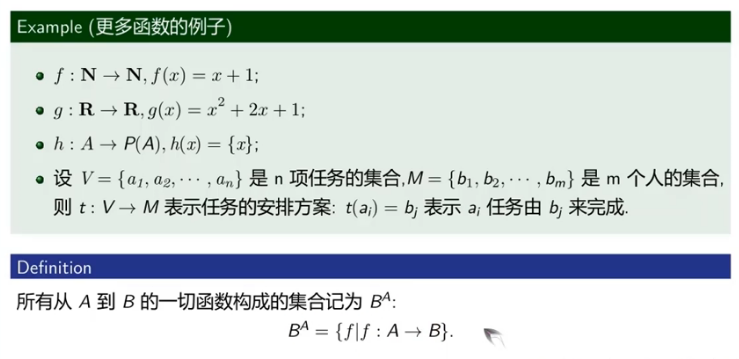 Example (更多函数的例子)
f : N → N, f(x) = x + 1;
g : R → R, g(x) = x² + 2x + 1;
h : A → P(A), h(x) = {x};
设 V = {a₁, a₂, ⋯ , aₙ} 是 n 项任务的集合,M = {b₁, b₂, ⋯ , bₘ} 是 m 个人的集合,
则 t : V → M 表示任务的安排方案: t(aᵢ) = bⱼ 表示 aᵢ 任务由 bⱼ 来完成.
Definition
所有从 A 到 B 的一切函数构成的集合记为 Bᴬ:
Bᴬ = {f|f : A → B}.